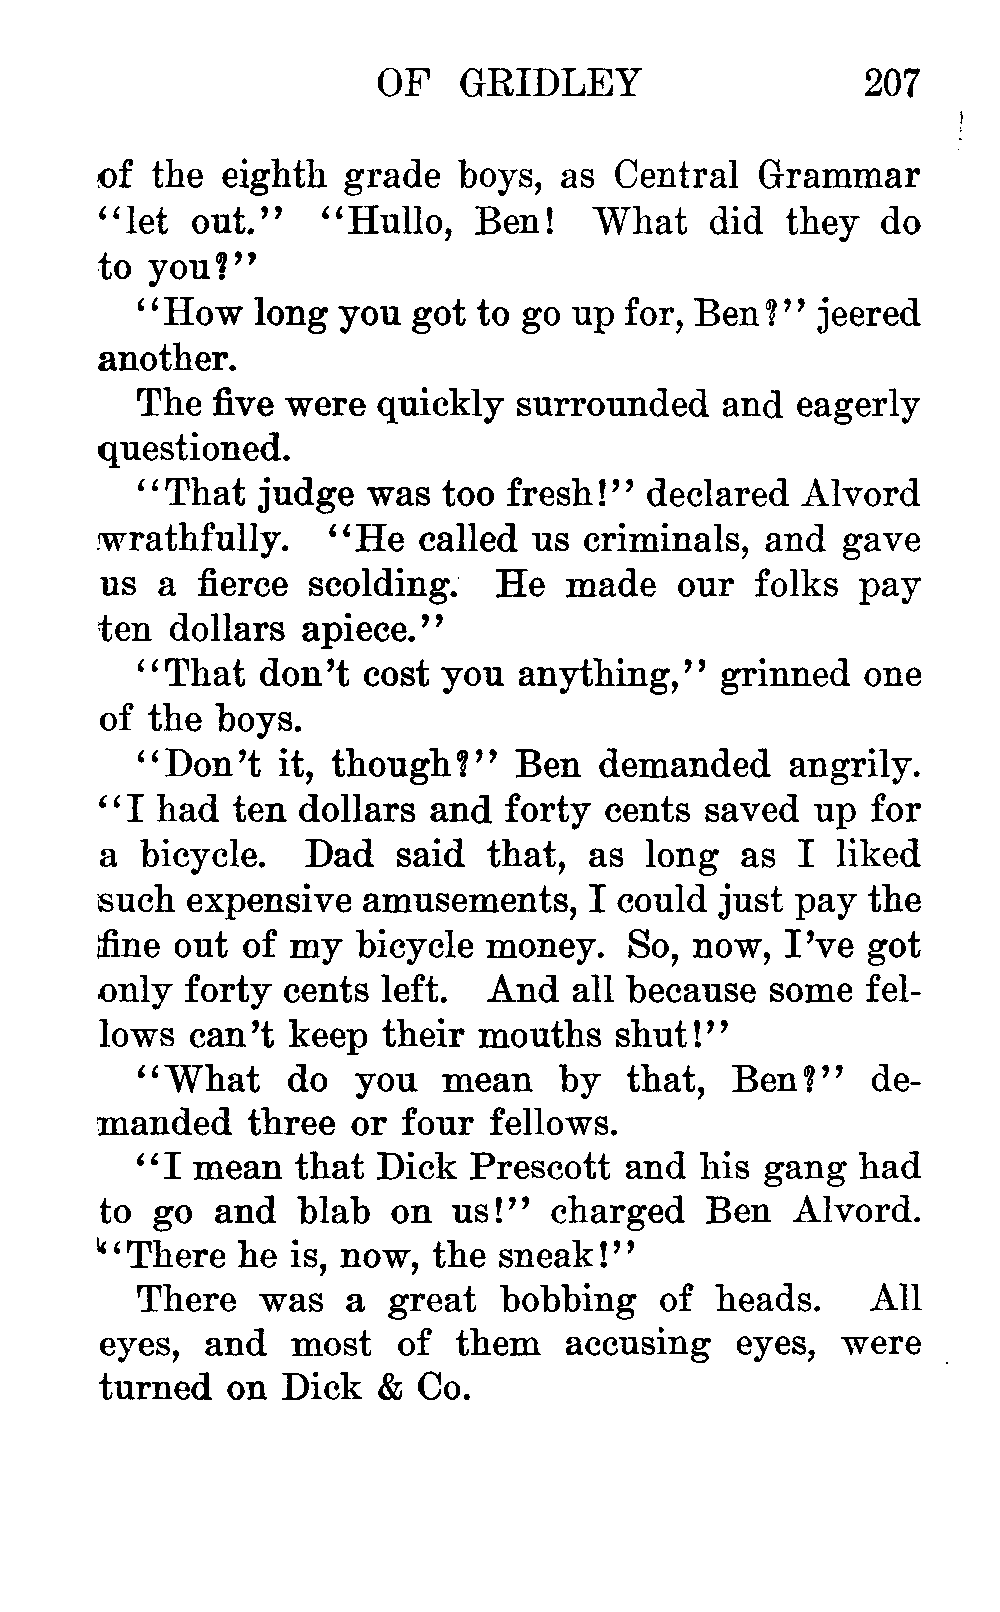 OF GRIDLEY 207
of the eighth grade boys, as Central Grammar
“let out.” “Hullo, Ben! What did they do
to you?”
“How long you got to go up for, Ben?” jeered
another.
The five were quickly surrounded and eagerly
questioned.
“That judge was too fresh!” declared Alvord
wrathfully. “He called us criminals, and gave
us a fierce scolding. He made our folks pay
ten dollars apiece.”
“That don’t cost you anything,” grinned one
of the boys.
“Don’t it, though?” Ben demanded angrily.
“I had ten dollars and forty cents saved up for
a bicycle. Dad said that, as long as I liked
such expensive amusements, I could just pay the
fine out of my bicycle money. So, now, I’ve got
only forty cents left. And all because some fel-
lows can’t keep their mouths shut!”
“What do you mean by that, Ben?” de-
manded three or four fellows.
“I mean that Dick Prescott and his gang had
to go and blab on us!” charged Ben Alvord.
“There he is, now, the sneak!”
There was a great bobbing of heads. All
eyes, and most of them accusing eyes, were
turned on Dick & Co.